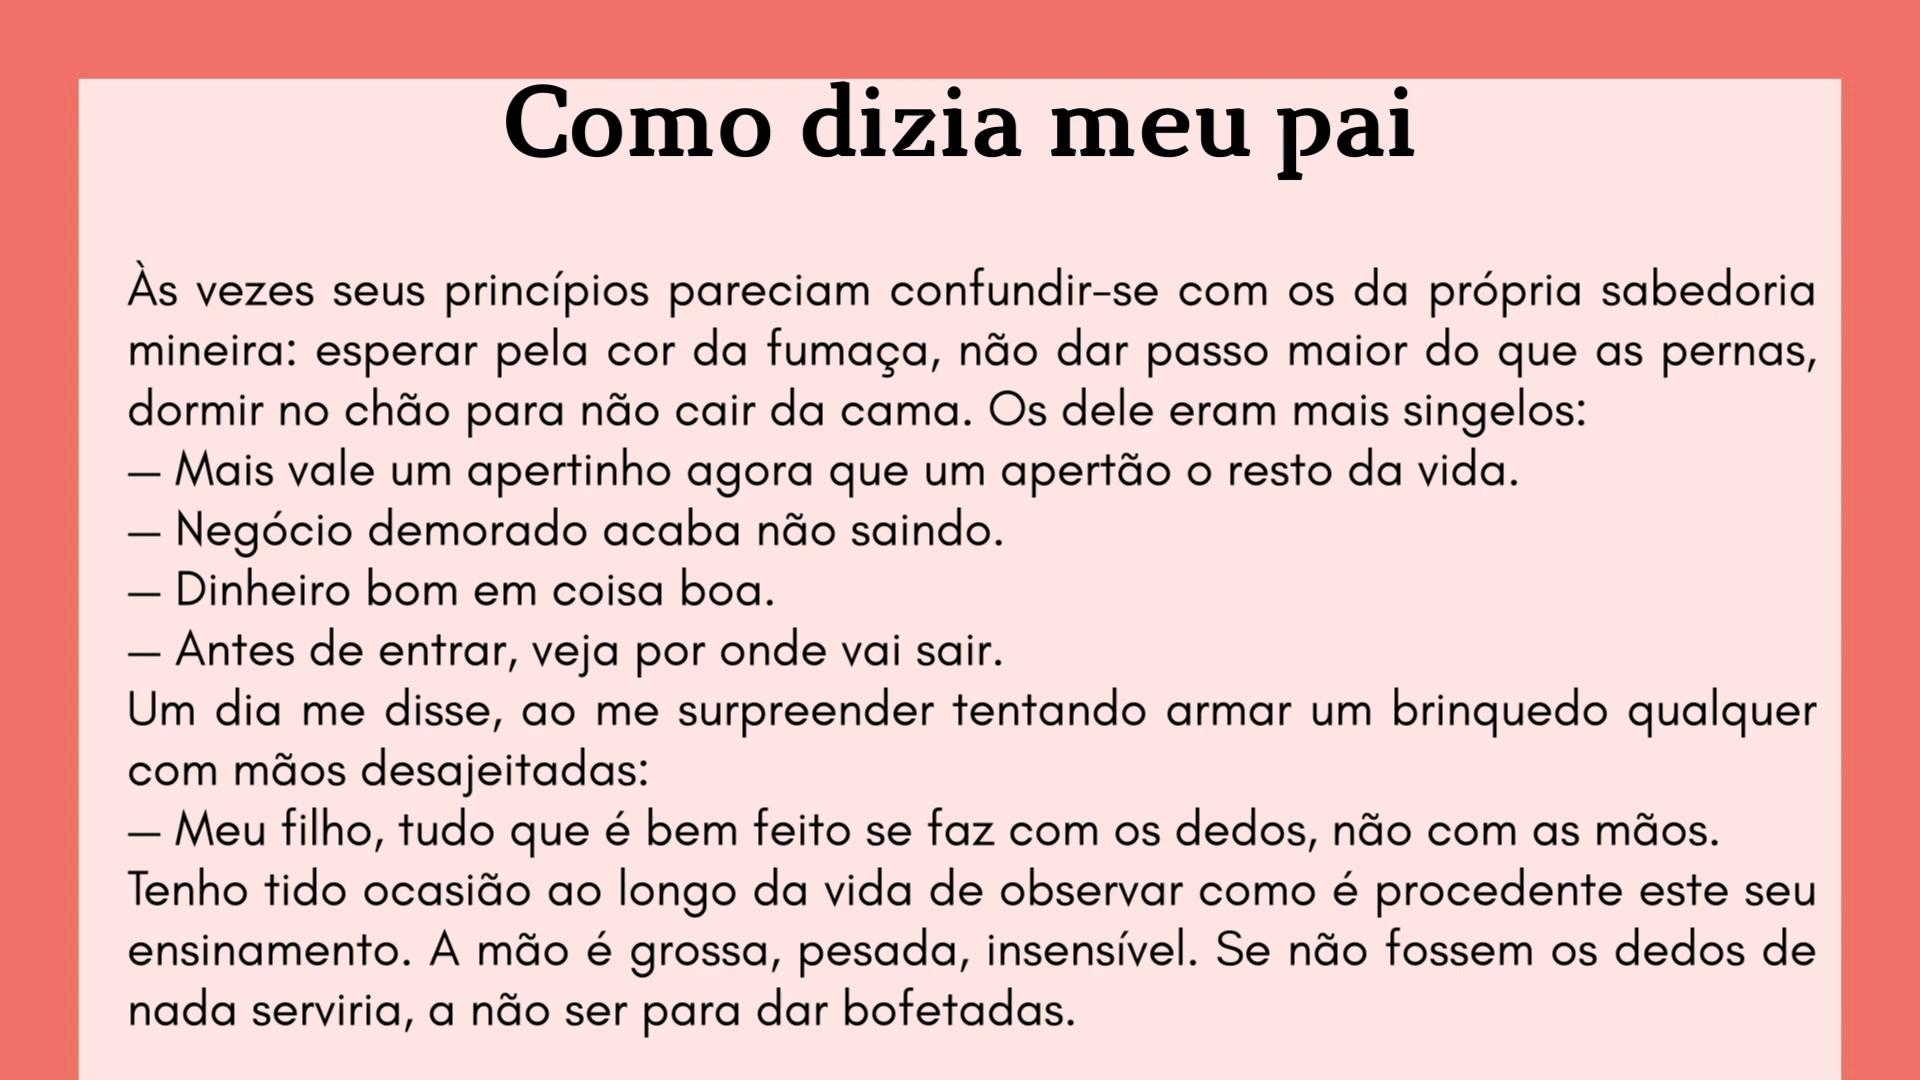 Como dizia meu pai
Às vezes seus princípios pareciam confundir-se com os da própria sabedoria
mineira: esperar pela cor da fumaça, não dar passo maior do que as pernas,
dormir no chão para não cair da cama. Os dele eram mais singelos:
— Mais vale um apertinho agora que um apertão o resto da vida.
— Negócio demorado acaba não saindo.
— Dinheiro bom em coisa boa.
— Antes de entrar, veja por onde vai sair.
Um dia me disse, ao me surpreender tentando armar um brinquedo qualquer
com mãos desajeitadas:
— Meu filho, tudo que é bem feito se faz com os dedos, não com as mãos.
Tenho tido ocasião ao longo da vida de observar como é procedente este seu
ensinamento. A mão é grossa, pesada, insensível. Se não fossem os dedos de
nada serviria, a não ser para dar bofetadas.